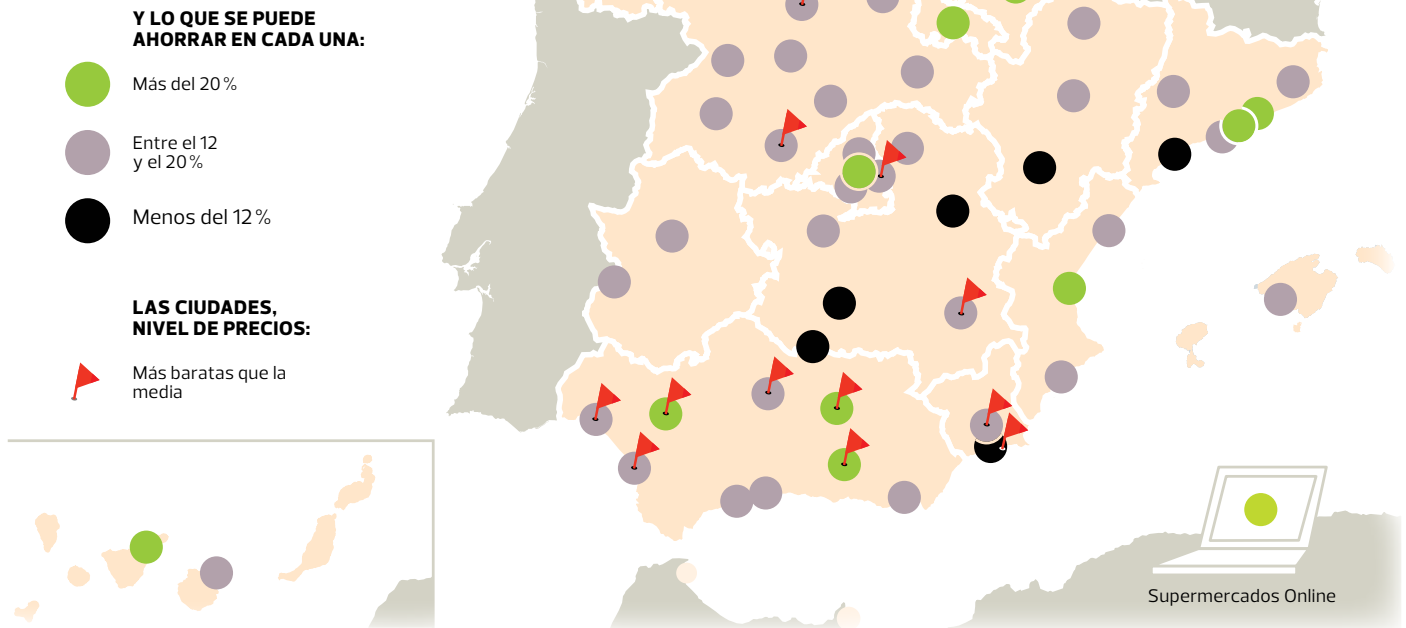 Y LO QUE SE PUEDE
AHORRAR EN CADA UNA:
Más del 20 %
Entre el 12
y el 20 %
Menos del 12 %
LAS CIUDADES,
NIVEL DE PRECIOS:
Más baratas que la
media
Supermercados Online